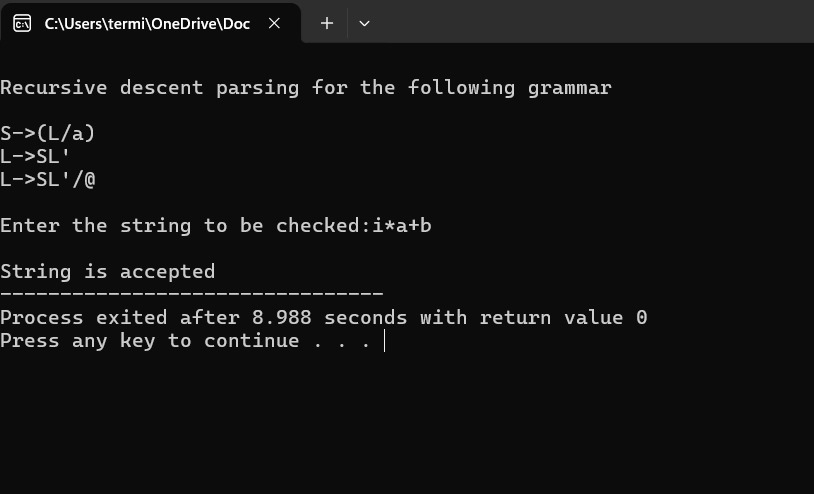 C:\Users\termi\OneDrive\Doc
Recursive descent parsing for the following grammar
S->(L/a)
L->SL'
L->SL'/@
Enter the string to be checked:i*a+b
String is accepted
--------------------------------
Process exited after 8.988 seconds with return value 0
Press any key to continue . . .